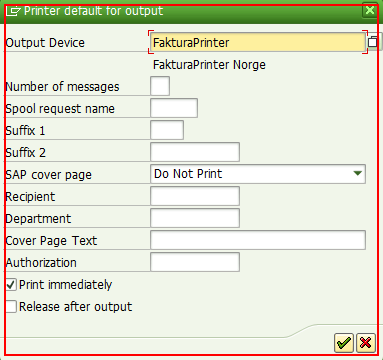 Printer default for output
Output Device FakturaPrinter
FakturaPrinter Norge
Number of messages
Spool request name
Suffix 1
Suffix 2
SAP cover page Do Not Print
Recipient
Department
Cover Page Text
Authorization
Print immediately
Release after output